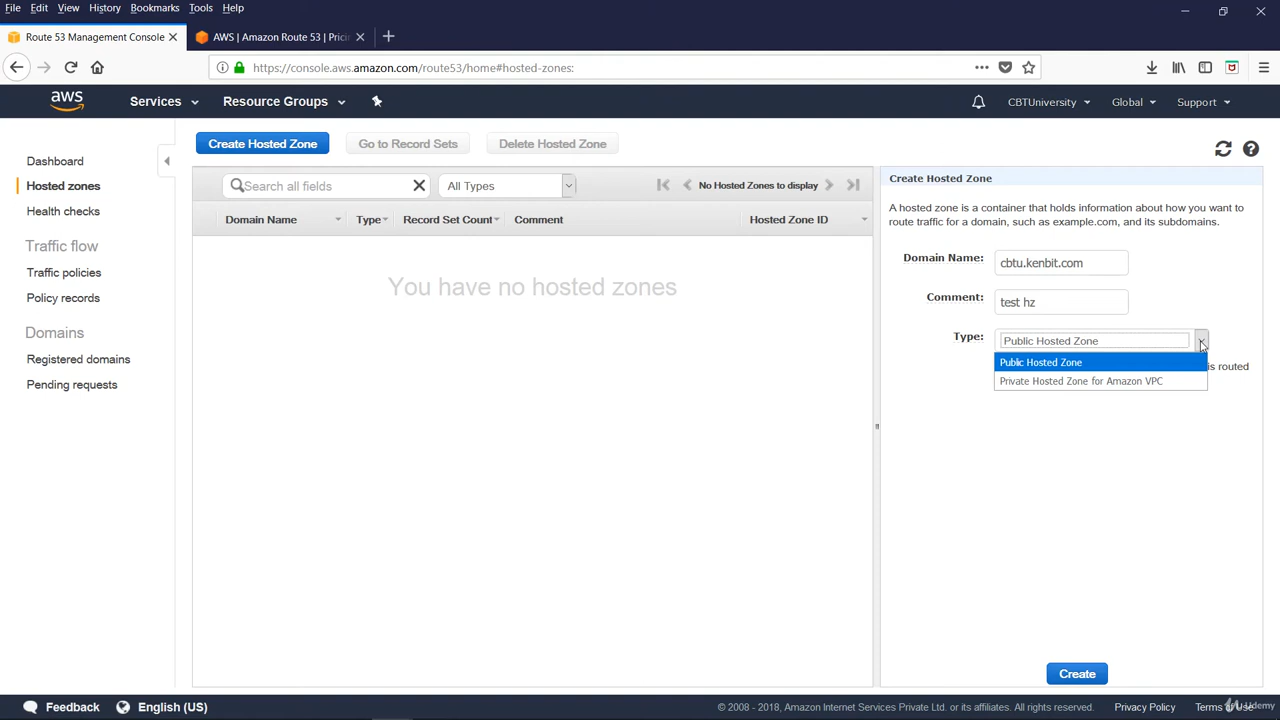 File Edit View History Bookmarks Tools Help
Route 53 Management Console
AWS | Amazon Route 53 | Pricin
https://console.aws.amazon.com/route53/home#hosted-zones:
aws Services Resource Groups CBTUniversity Global Support
Create Hosted Zone Go to Record Sets Delete Hosted Zone
Dashboard
Hosted zones
Health checks
Traffic flow
Traffic policies
Policy records
Domains
Registered domains
Pending requests
Search all fields All Types No Hosted Zones to display
Domain Name Type Record Set Count Comment Hosted Zone ID
You have no hosted zones
Create Hosted Zone
A hosted zone is a container that holds information about how you want to
route traffic for a domain, such as example.com, and its subdomains.
Domain Name: cbtu.kenbit.com
Comment: test hz
Type: Public Hosted Zone
Public Hosted Zone
is routed
Private Hosted Zone for Amazon VPC
Create
Feedback English (US) © 2008 - 2018, Amazon Internet Services Private Ltd. or its affiliates. All rights reserved. Privacy Policy Terms of Use
Udemy